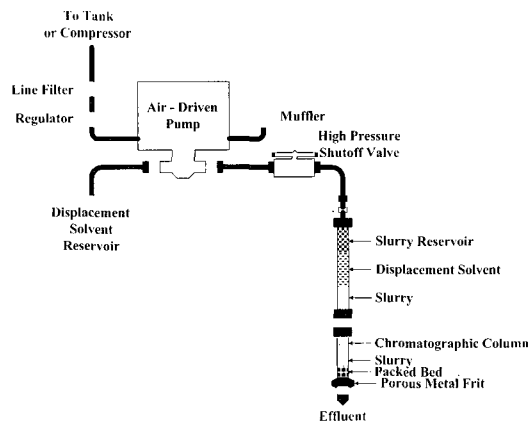 To Tank
or Compressor
Line Filter
Regulator
Air - Driven
Pump
Muffler
High Pressure
Shutoff Valve
Displacement
Solvent
Reservoir
Slurry Reservoir
Displacement Solvent
Slurry
Chromatographic Column
Slurry
Packed Bed
Porous Metal Frit
Effluent